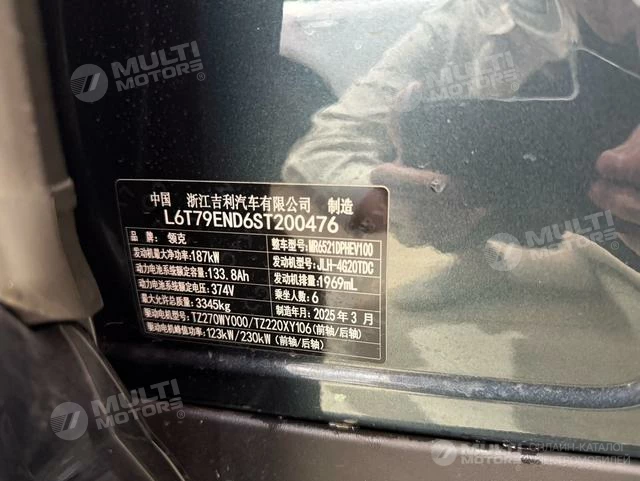 MULTI
MOTORS®
MULTI
MOTORS®
中国 浙江吉利汽车有限公司 制造
L6T79END6ST200476
品 牌:领克 整车型号:MR6521DPHEV100
发动机最大净功率:187kW 发动机型号:JLH-4G20TDC
动力电池系统额定容量:133.8Ah 发动机排量:1969mL
动力电池系统额定电压:374V 乘坐人数:6
最大允许总质量:3345kg 制造年月:2025年3月
驱动电机型号:TZ270WY000/TZ220XY106(前轴/后轴)
驱动电机峰值功率:123kW/230kW(前轴/后轴)
MULTI
MOTORS®
MULTI
MOTORS
ОНЛАЙН-КАТАЛОГ